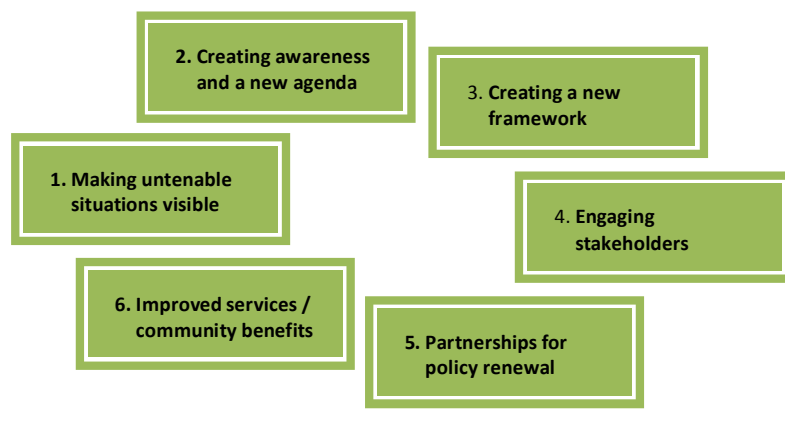 1. Making untenable
situations visible
2. Creating awareness
and a new agenda
3. Creating a new
framework
4. Engaging
stakeholders
5. Partnerships for
policy renewal
6. Improved services /
community benefits